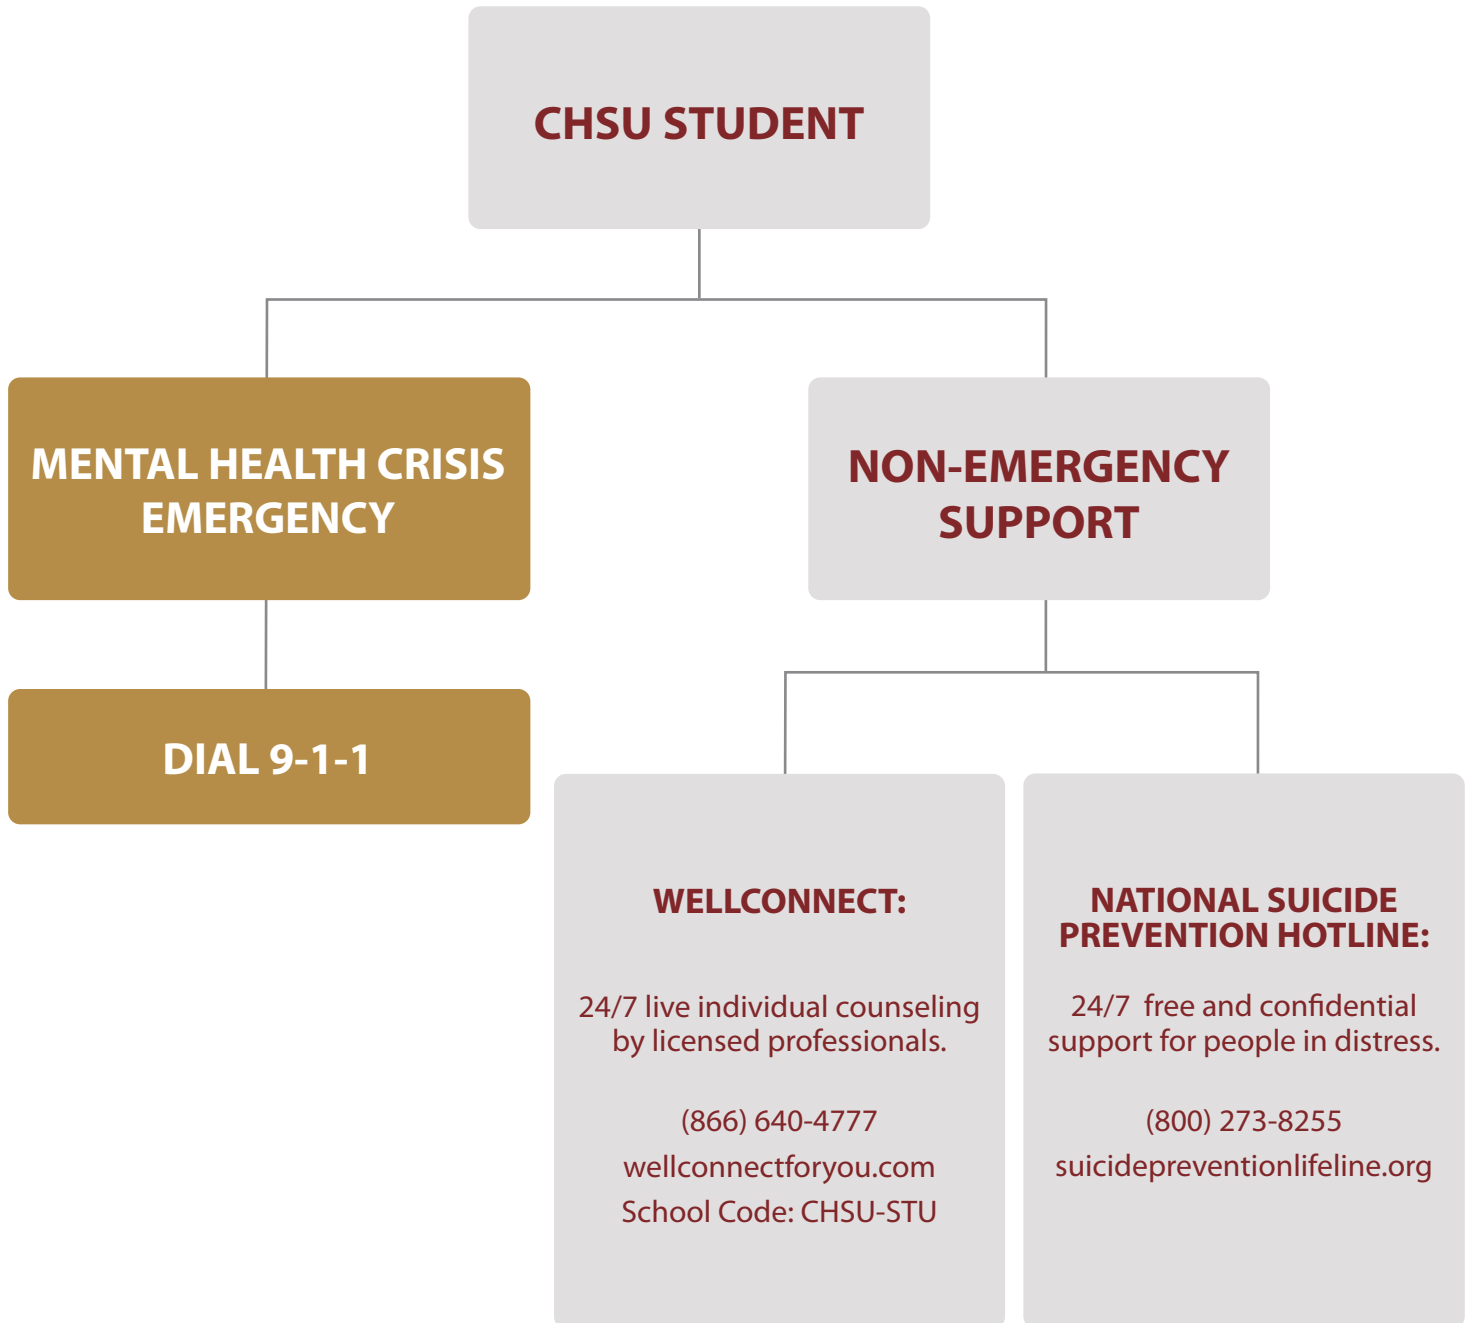 CHSU STUDENT
MENTAL HEALTH CRISIS
EMERGENCY
DIAL 9-1-1
NON-EMERGENCY
SUPPORT
WELLCONNECT:
24/7 live individual counseling
by licensed professionals.
(866) 640-4777
wellconnectforyou.com
School Code: CHSU-STU
NATIONAL SUICIDE
PREVENTION HOTLINE:
24/7 free and confidential
support for people in distress.
(800) 273-8255
suicidepreventionlifeline.org